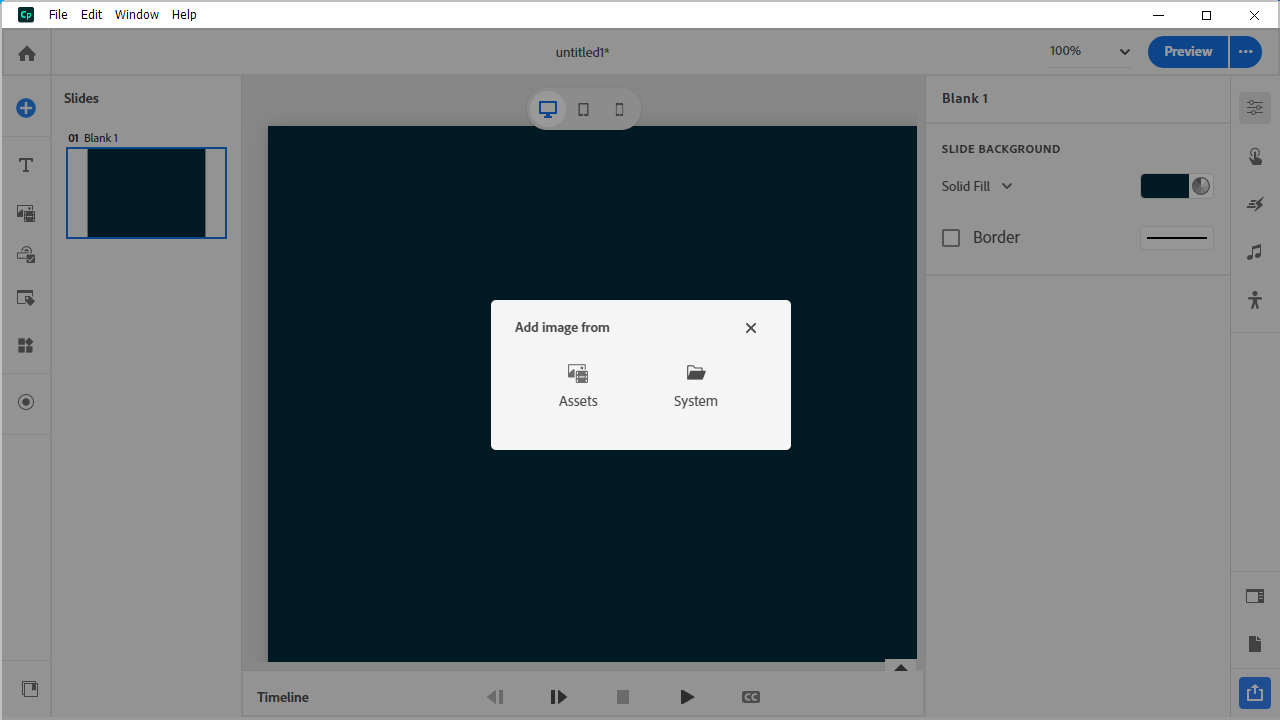 Cp File Edit Window Help
untitled1*
100%
Preview
Slides
01 Blank 1
Blank 1
SLIDE BACKGROUND
Solid Fill
Border
Add image from
Assets System
Timeline
CC